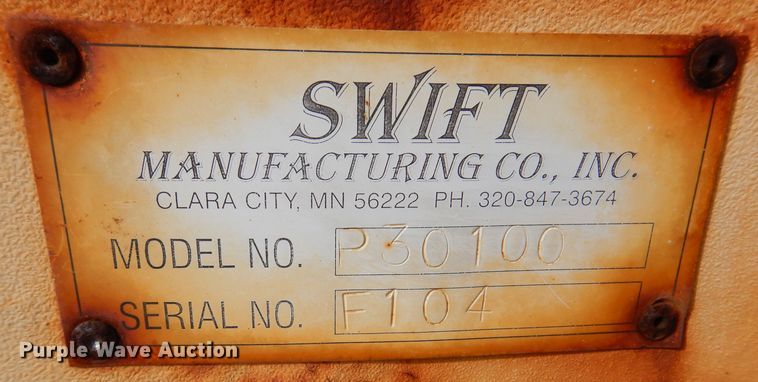 SWIFT
MANUFACTURING CO., INC.
CLARA CITY, MN 56222 PH. 320-847-3674
MODEL NO. P30100
SERIAL NO. F104
Purple Wave Auction